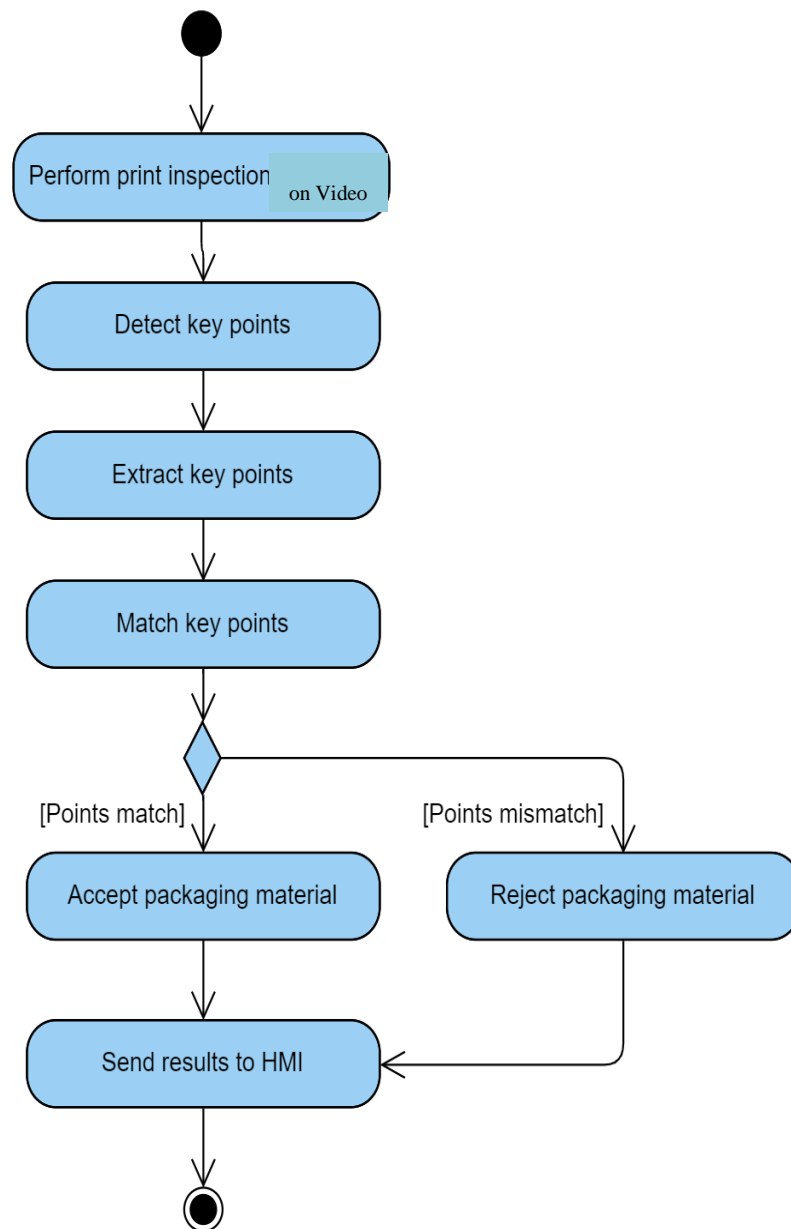 Perform print inspection
on Video
Detect key points
Extract key points
Match key points
[Points match]
[Points mismatch]
Accept packaging material
Reject packaging material
Send results to HMI